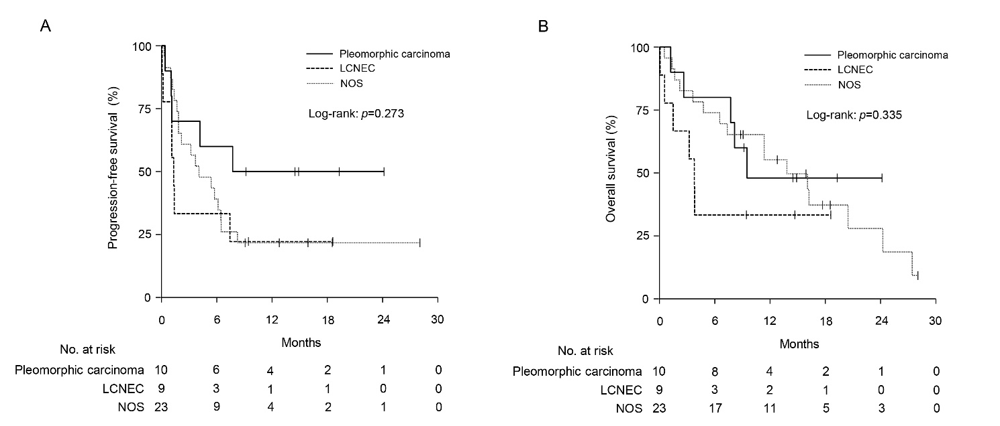 A
100
75
50
25
0
Progression-free survival (%)
Pleomorphic carcinoma
LCNEC
NOS
Log-rank: p=0.273
0 6 12 18 24 30
Months
No. at risk
Pleomorphic carcinoma 10 6 4 2 1 0
LCNEC 9 3 1 1 0 0
NOS 23 9 4 2 1 0
B
100
75
50
25
0
Overall survival (%)
Pleomorphic carcinoma
LCNEC
NOS
Log-rank: p=0.335
0 6 12 18 24 30
Months
No. at risk
Pleomorphic carcinoma 10 8 4 2 1 0
LCNEC 9 3 2 1 0 0
NOS 23 17 11 5 3 0